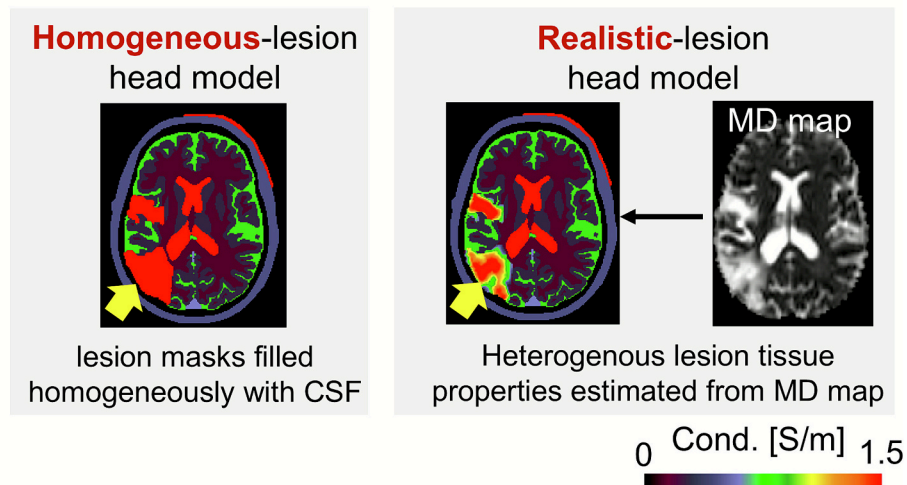 Homogeneous-lesion
head model
lesion masks filled
homogeneously with CSF
Realistic-lesion
head model
MD map
Heterogenous lesion tissue
properties estimated from MD map
0 Cond. [S/m] 1.5